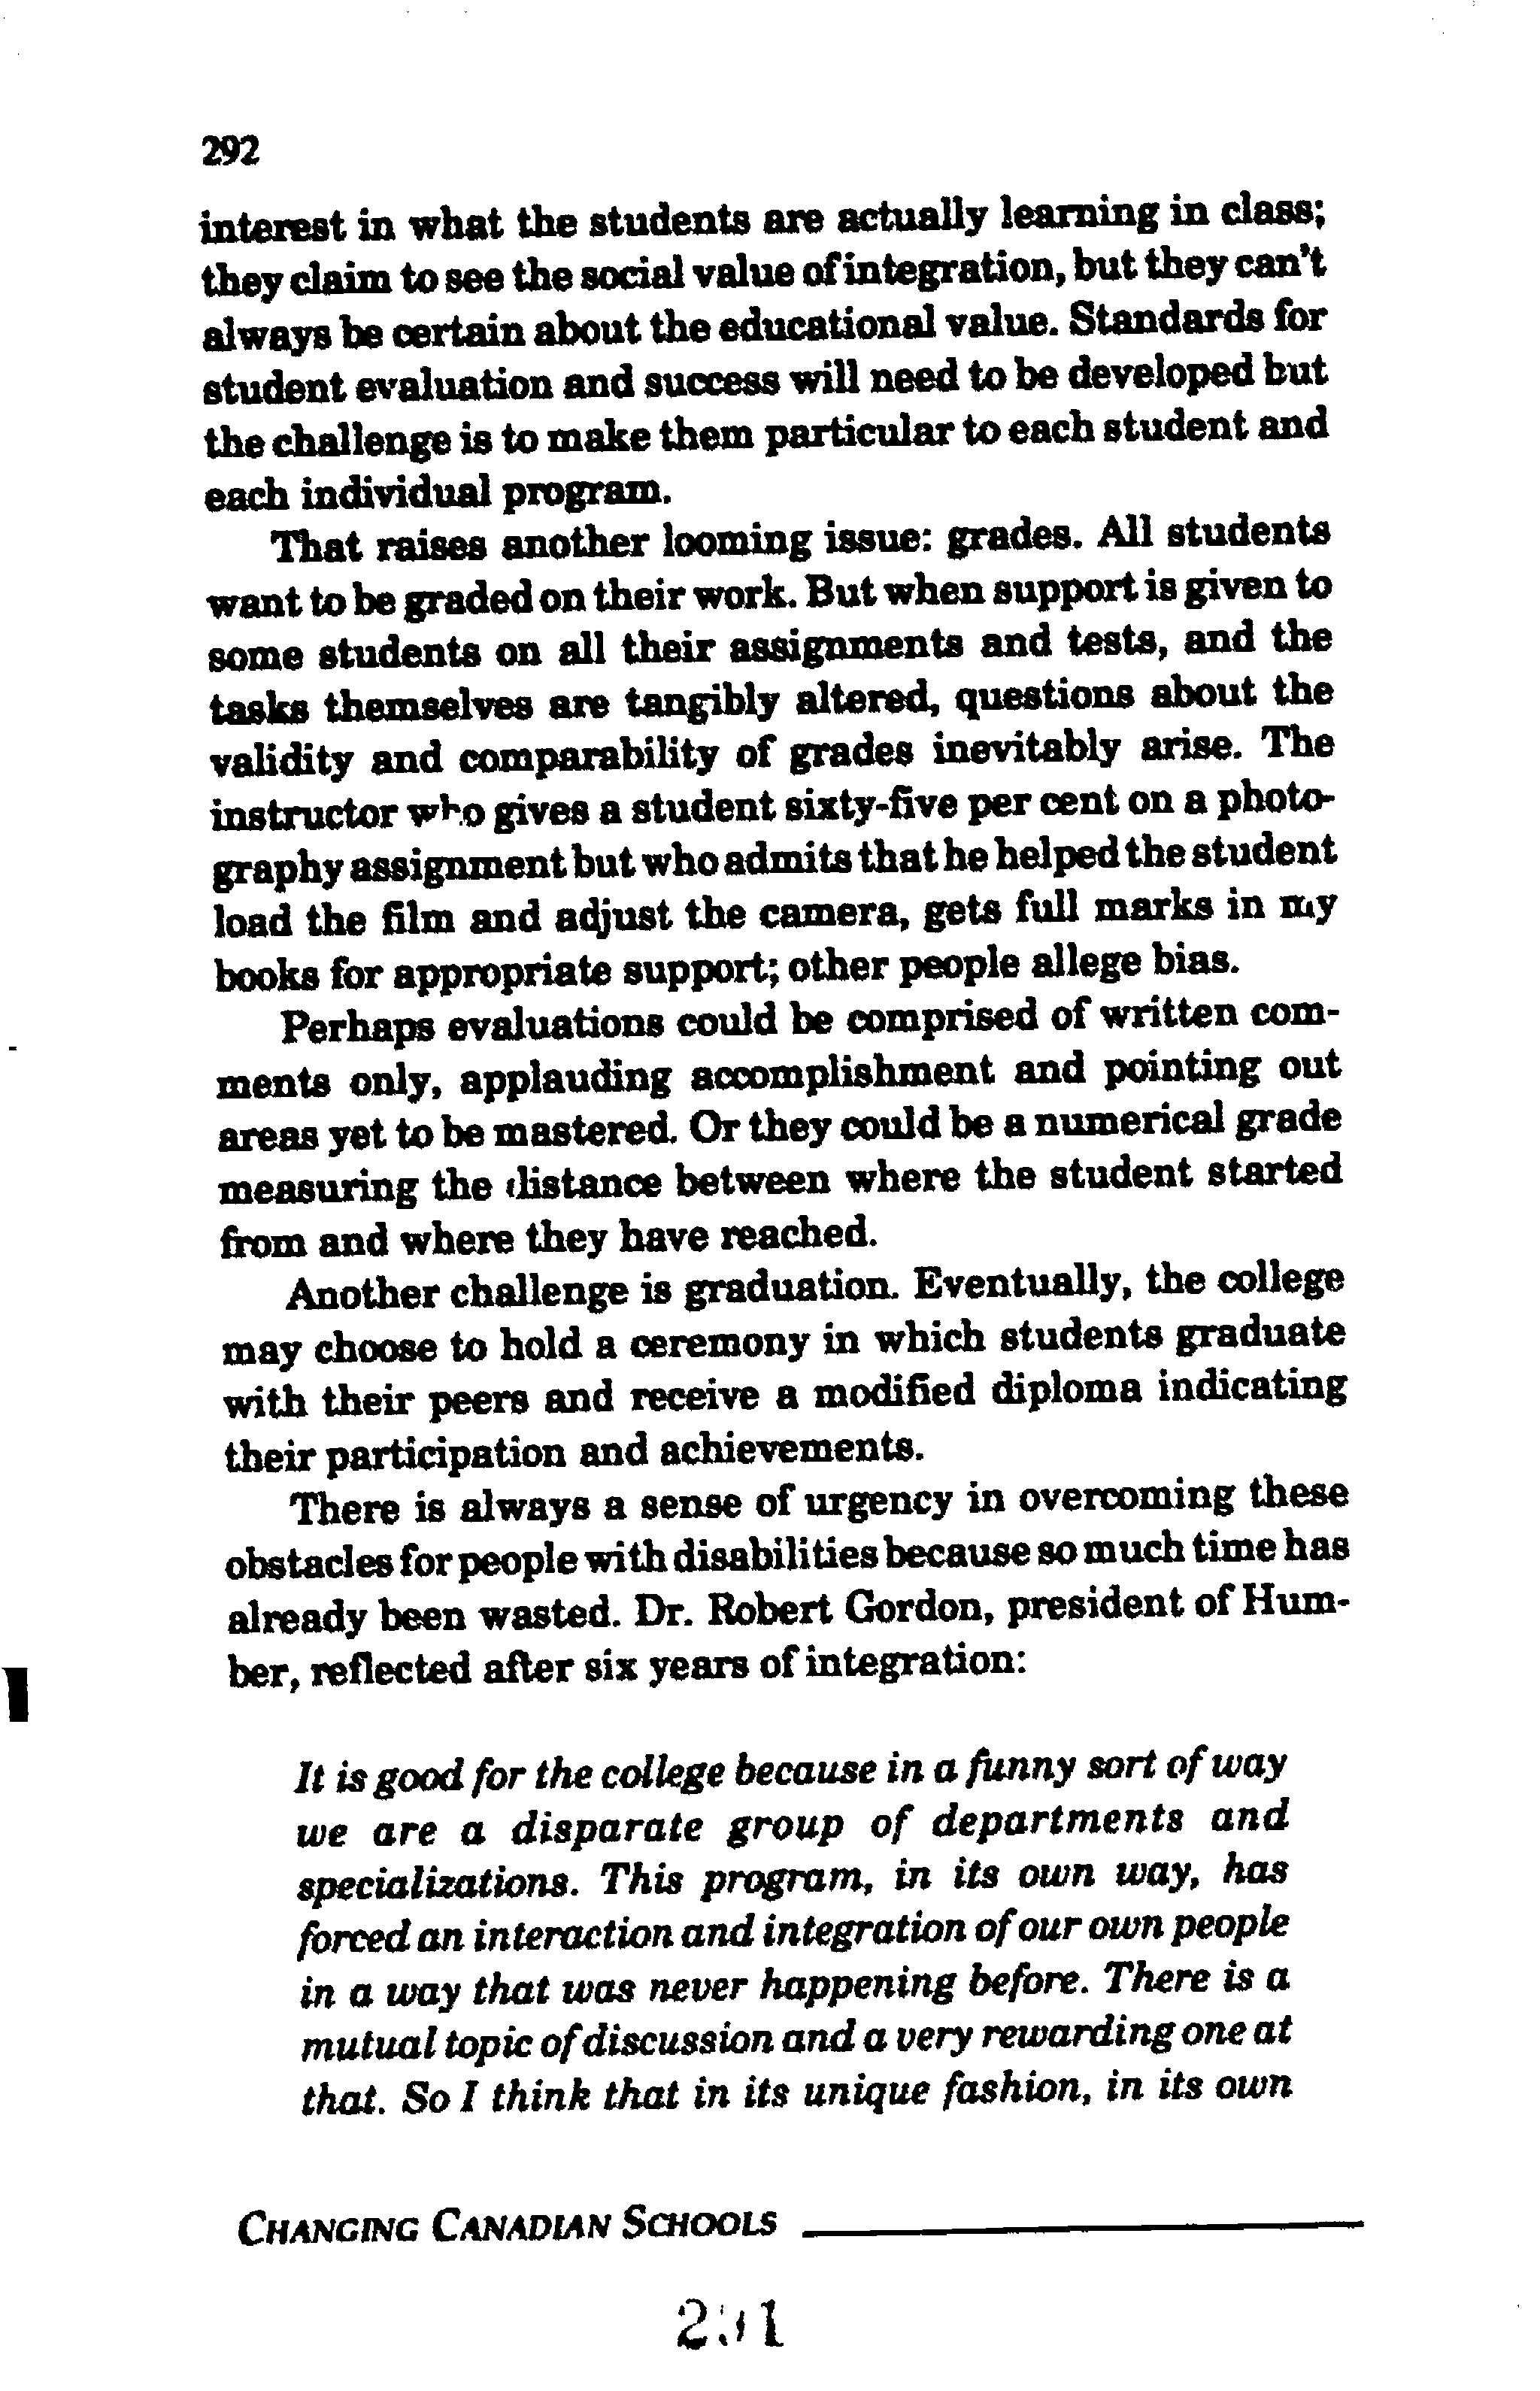 292
interest in what the students are actually learning in class;
they claim to see the social value of integration, but they can't
always be certain about the educational value. Standards for
student evaluation and success will need to be developed but
the challenge is to make them particular to each student and
each individual program.
That raises another looming issue: grades. All students
want to be graded on their work. But when support is given to
some students on all their assignments and tests, and the
tasks themselves are tangibly altered, questions about the
validity and comparability of grades inevitably arise. The
instructor who gives a student sixty-five per cent on a photo-
graphy assignment but who admits that he helped the student
load the film and adjust the camera, gets full marks in my
books for appropriate support; other people allege bias.
Perhaps evaluations could be comprised of written com-
ments only, applauding accomplishment and pointing out
areas yet to be mastered. Or they could be a numerical grade
measuring the distance between where the student started
from and where they have reached.
Another challenge is graduation. Eventually, the college
may choose to hold a ceremony in which students graduate
with their peers and receive a modified diploma indicating
their participation and achievements.
There is always a sense of urgency in overcoming these
obstacles for people with disabilities because so much time has
already been wasted. Dr. Robert Gordon, president of Hum-
ber, reflected after six years of integration:
It is good for the college because in a funny sort of way
we are a disparate group of departments and
specializations. This program, in its own way, has
forced an interaction and integration of our own people
in a way that was never happening before. There is a
mutual topic of discussion and a very rewarding one at
that. So I think that in its unique fashion, in its own
CHANGING CANADIAN SCHOOLS